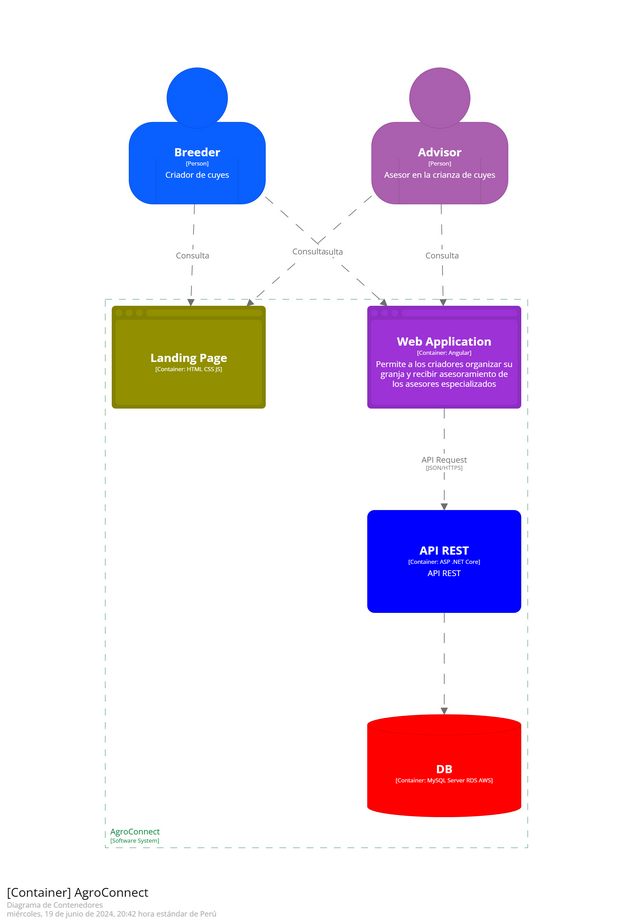 Breeder
[Person]
Criador de cuyes
Advisor
[Person]
Asesor en la crianza de cuyes
Consulta
Consulta
Consulta
sulta
Landing Page
[Container: HTML CSS JS]
Web Application
[Container: Angular]
Permite a los criadores organizar su
granja y recibir asesoramiento de
los asesores especializados
API Request
[JSON/HTTPS]
API REST
[Container: ASP .NET Core]
API REST
DB
[Container: MySQL Server RDS AWS]
AgroConnect
[Software System]
[Container] AgroConnect
Diagrama de Contenedores
miércoles, 19 de junio de 2024, 20:42 hora estándar de Perú